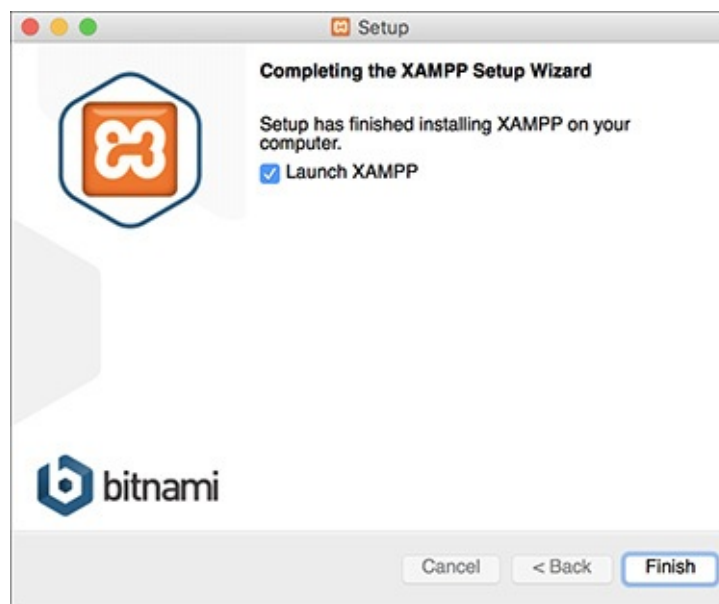 Setup
Completing the XAMPP Setup Wizard
Setup has finished installing XAMPP on your
computer.
Launch XAMPP
bitnami
Cancel
< Back
Finish